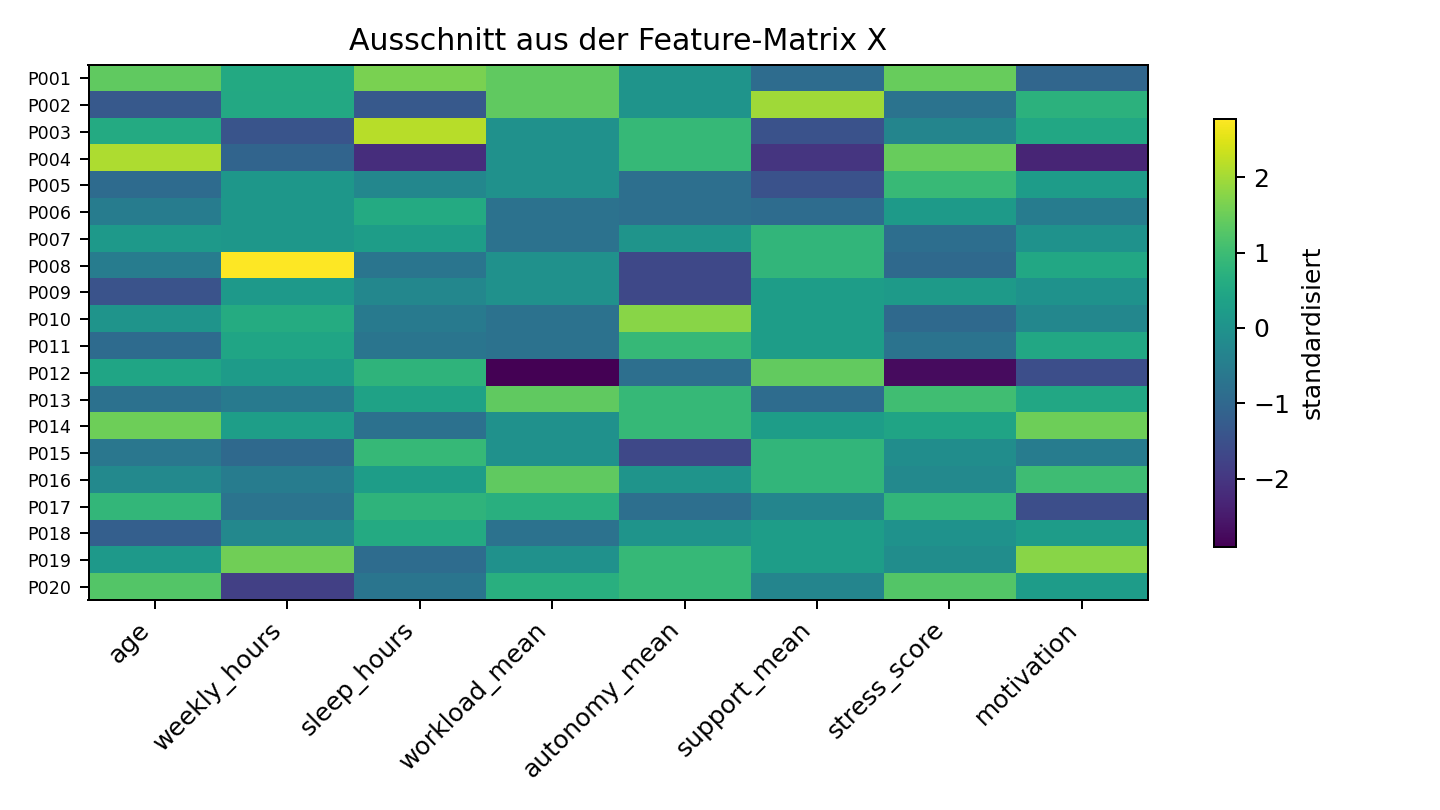 Ausschnitt aus der Feature-Matrix X
P001
P002
P003
P004
P005
P006
P007
P008
P009
P010
P011
P012
P013
P014
P015
P016
P017
P018
P019
P020
age
weekly_hours
sleep_hours
workload_mean
autonomy_mean
support_mean
stress_score
motivation
2
1
0
−1
−2
standardisiert